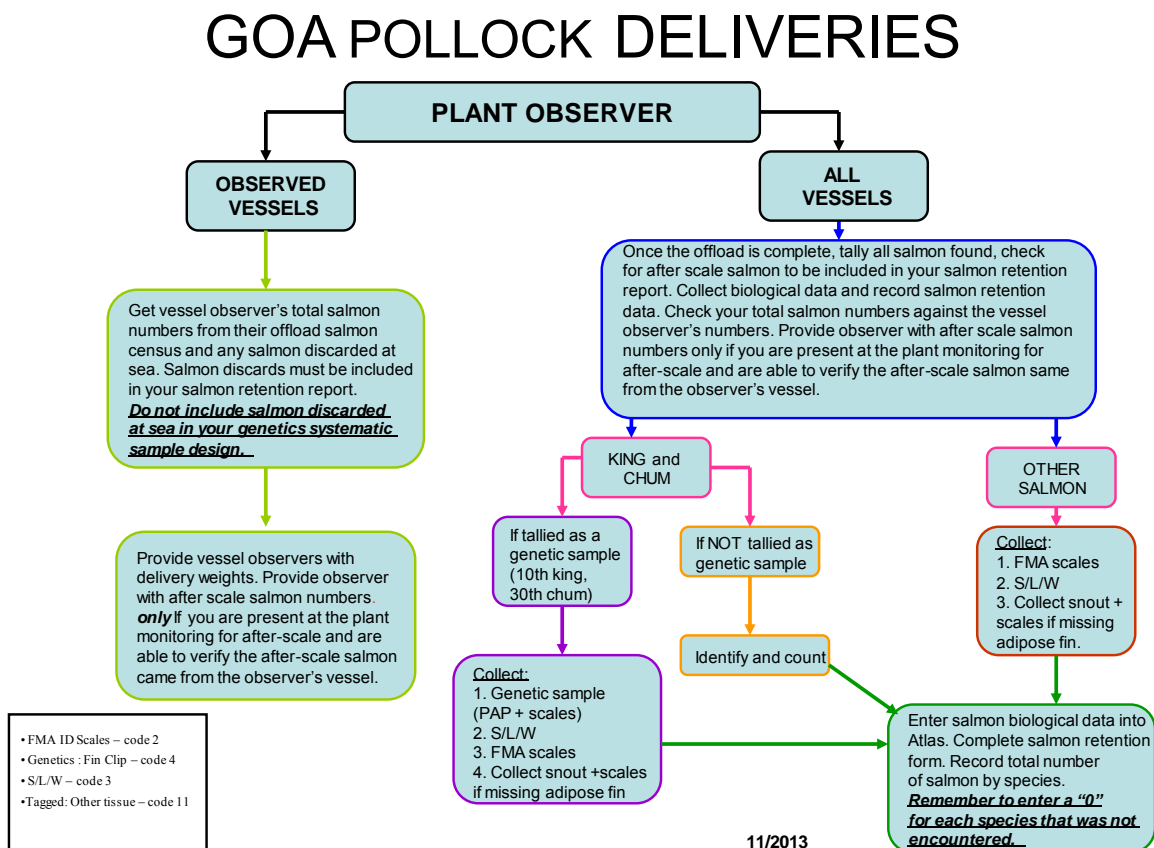 GOA POLLOCK DELIVERIES
PLANT OBSERVER
OBSERVED
VESSELS
Get vessel observer's total salmon
numbers from their offload salmon
census and any salmon discarded at
sea. Salmon discards must be included
in your salmon retention report.
Do not include salmon discarded
at sea in your genetics systematic
sample design.
Provide vessel observers with
delivery weights. Provide observer
with after scale salmon numbers.
only If you are present at the plant
monitoring for after-scale and are
able to verify the after-scale salmon
came from the observer's vessel.
ALL
VESSELS
Once the offload is complete, tally all salmon found, check
for after scale salmon to be included in your salmon retention
report. Collect biological data and record salmon retention
data. Check your total salmon numbers against the vessel
observer's numbers. Provide observer with after scale salmon
numbers only if you are present at the plant monitoring for
after-scale and are able to verify the after-scale salmon same
from the observer's vessel.
KING and
CHUM
If tallied as a
genetic sample
(10th king,
30th chum)
Collect:
1. Genetic sample
(PAP + scales)
2. S/L/W
3. FMA scales
4. Collect snout +scales
if missing adipose fin
If NOT tallied as
genetic sample
Identify and count
OTHER
SALMON
Collect:
1. FMA scales
2. S/L/W
3. Collect snout +
scales if missing
adipose fin.
Enter salmon biological data into
Atlas. Complete salmon retention
form. Record total number
of salmon by species.
Remember to enter a "0"
for each species that was not
encountered.
• FMA ID Scales – code 2
• Genetics : Fin Clip – code 4
• S/L/W – code 3
•Tagged: Other tissue – code 11
11/2013